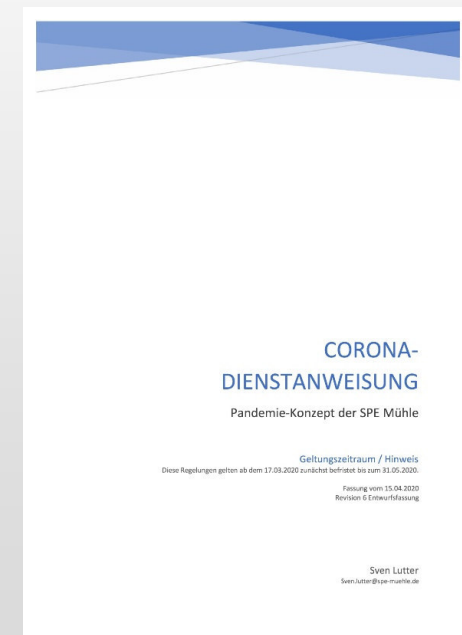 CORONA-
DIENSTANWEISUNG
Pandemie-Konzept der SPE Mühle
Geltungszeitraum / Hinweis
Diese Regelungen gelten ab dem 17.03.2020 zunächst befristet bis zum 31.05.2020.
Fassung vom 15.04.2020
Revision 6 Entwurfsfassung
Sven Lutter
Sven.lutter@spe-muehle.de